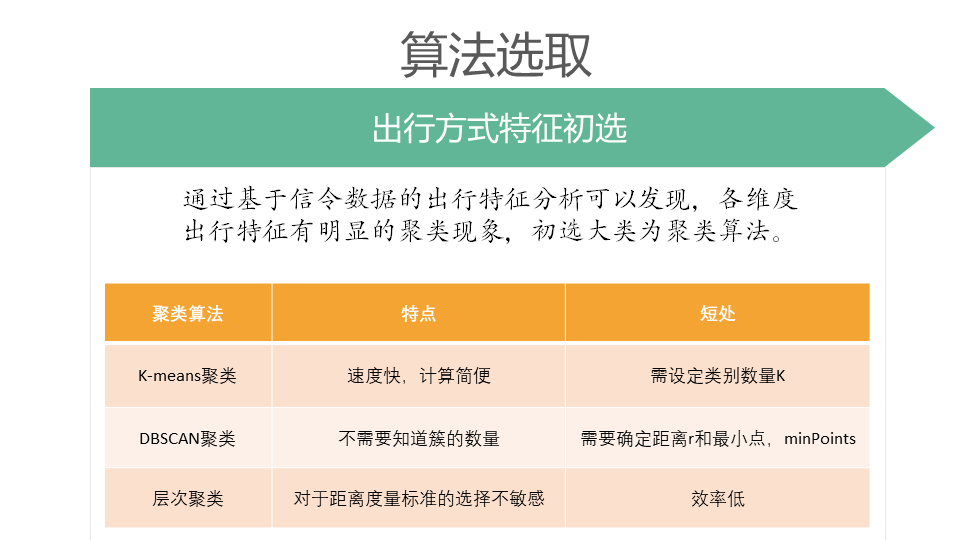 算法选取
出行方式特征初选
通过基于信令数据的出行特征分析可以发现，各维度
出行特征有明显的聚类现象，初选大类为聚类算法。
聚类算法 特点 短处
K-means聚类 速度快，计算简便 需设定类别数量K
DBSCAN聚类 不需要知道簇的数量 需要确定距离r和最小点，minPoints
层次聚类 对于距离度量标准的选择不敏感 效率低